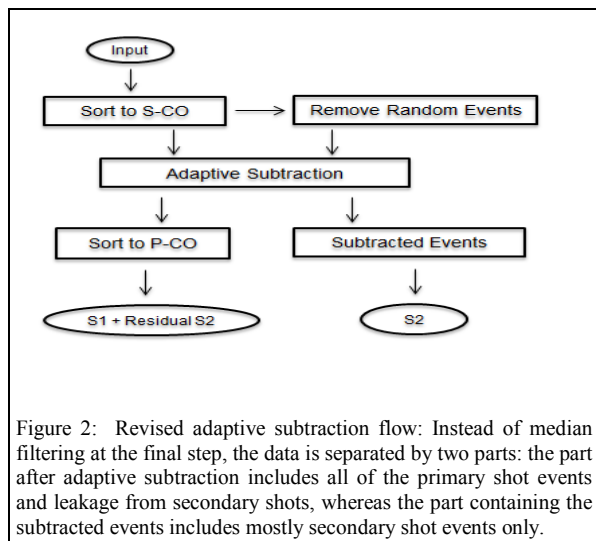 Input
Sort to S-CO
Remove Random Events
Adaptive Subtraction
Sort to P-CO
Subtracted Events
S1 + Residual S2
S2
Figure 2: Revised adaptive subtraction flow: Instead of median
filtering at the final step, the data is separated by two parts: the part
after adaptive subtraction includes all of the primary shot events
and leakage from secondary shots, whereas the part containing the
subtracted events includes mostly secondary shot events only.